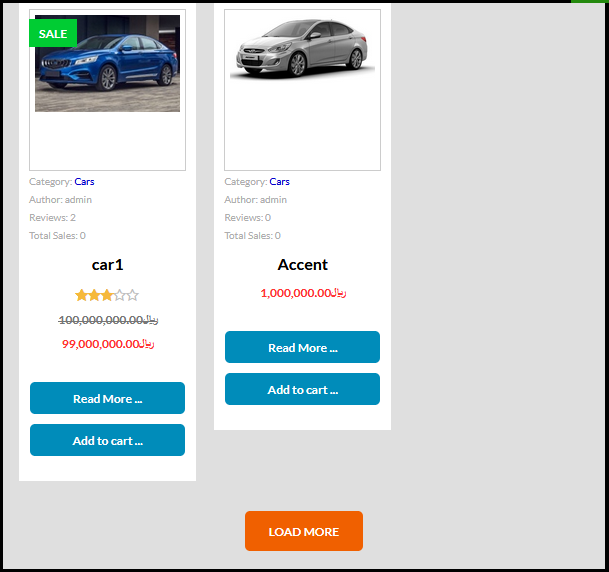 SALE
Category: Cars
Author: admin
Reviews: 2
Total Sales: 0
car1
100,000,000.00﷼
99,000,000.00﷼
Read More ...
Add to cart ...
Category: Cars
Author: admin
Reviews: 0
Total Sales: 0
Accent
1,000,000.00﷼
Read More ...
Add to cart ...
LOAD MORE